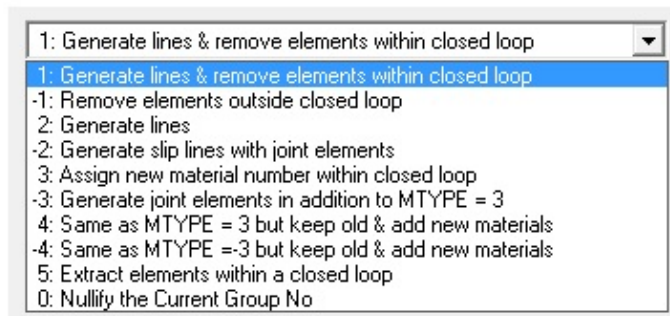 1: Generate lines & remove elements within closed loop
1: Generate lines & remove elements within closed loop
-1: Remove elements outside closed loop
2: Generate lines
-2: Generate slip lines with joint elements
3: Assign new material number within closed loop
-3: Generate joint elements in addition to MTYPE = 3
4: Same as MTYPE = 3 but keep old & add new materials
-4: Same as MTYPE =-3 but keep old & add new materials
5: Extract elements within a closed loop
0: Nullify the Current Group No